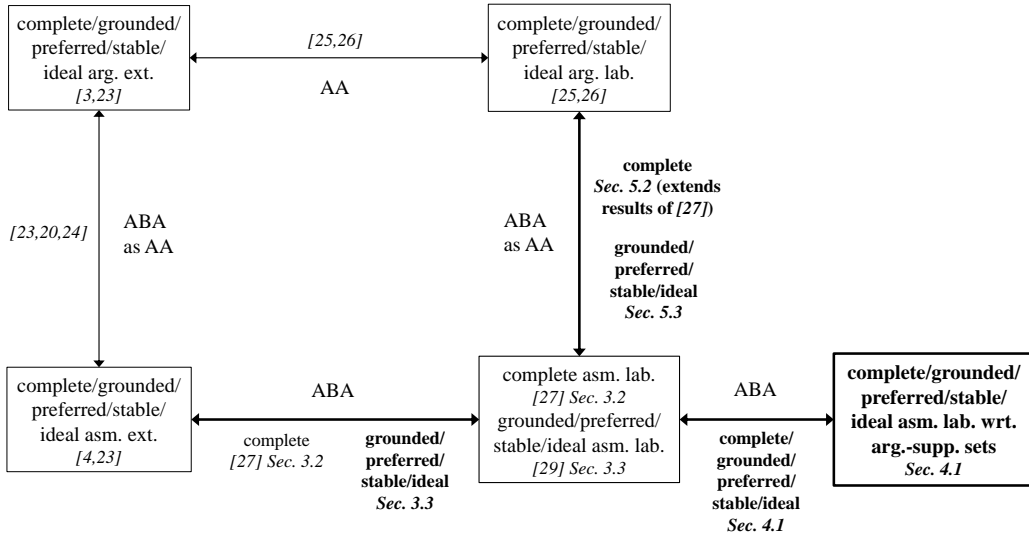 complete/grounded/
preferred/stable/
ideal arg. ext.
[3,23]
[25,26]
AA
complete/grounded/
preferred/stable/
ideal arg. lab.
[25,26]
[23,20,24]
ABA
as AA
ABA
as AA
complete
Sec. 5.2 (extends
results of [27])
grounded/
preferred/
stable/ideal
Sec. 5.3
complete/grounded/
preferred/stable/
ideal asm. ext.
[4,23]
ABA
complete
[27] Sec. 3.2
grounded/
preferred/
stable/ideal
Sec. 3.3
complete asm. lab.
[27] Sec. 3.2
grounded/preferred/
stable/ideal asm. lab.
[29] Sec. 3.3
ABA
complete/
grounded/
preferred/
stable/ideal
Sec. 4.1
complete/grounded/
preferred/stable/
ideal asm. lab. wrt.
arg.-supp. sets
Sec. 4.1